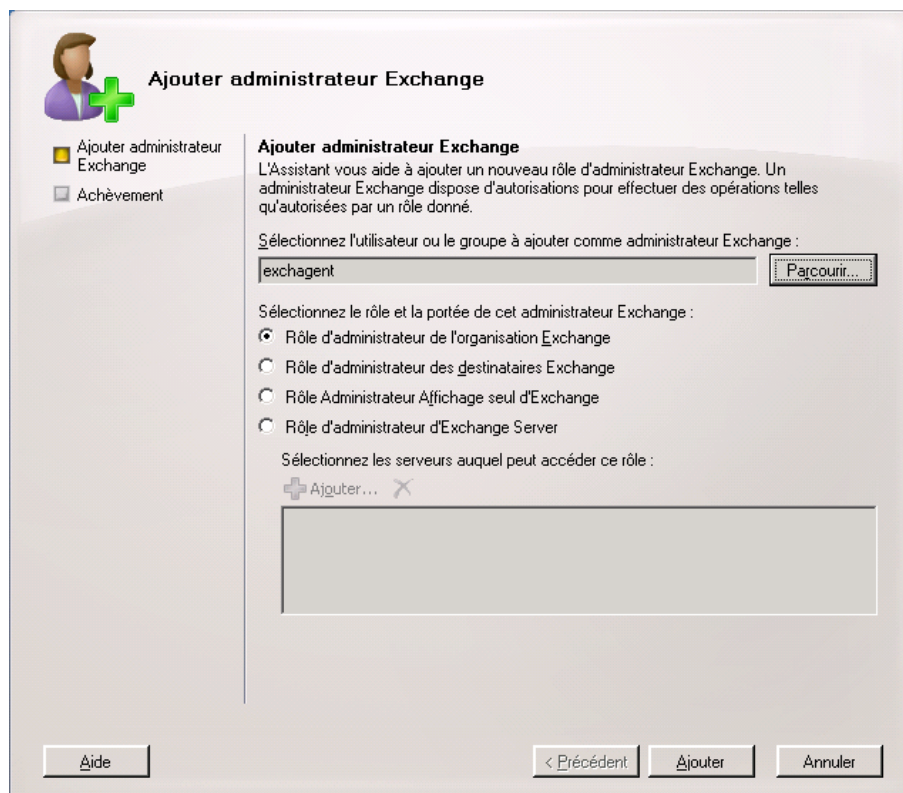 Ajouter administrateur Exchange
Ajouter administrateur
Exchange
Achèvement
Ajouter administrateur Exchange
L'Assistant vous aide à ajouter un nouveau rôle d'administrateur Exchange. Un
administrateur Exchange dispose d'autorisations pour effectuer des opérations telles
qu'autorisées par un rôle donné.
Sélectionnez l'utilisateur ou le groupe à ajouter comme administrateur Exchange :
exchagent
Parcourir...
Sélectionnez le rôle et la portée de cet administrateur Exchange :
Rôle d'administrateur de l'organisation Exchange
Rôle d'administrateur des destinataires Exchange
Rôle Administrateur Affichage seul d'Exchange
Rôle d'administrateur d'Exchange Server
Sélectionnez les serveurs auquel peut accéder ce rôle :
Ajouter...
Aide
< Précédent
Ajouter
Annuler